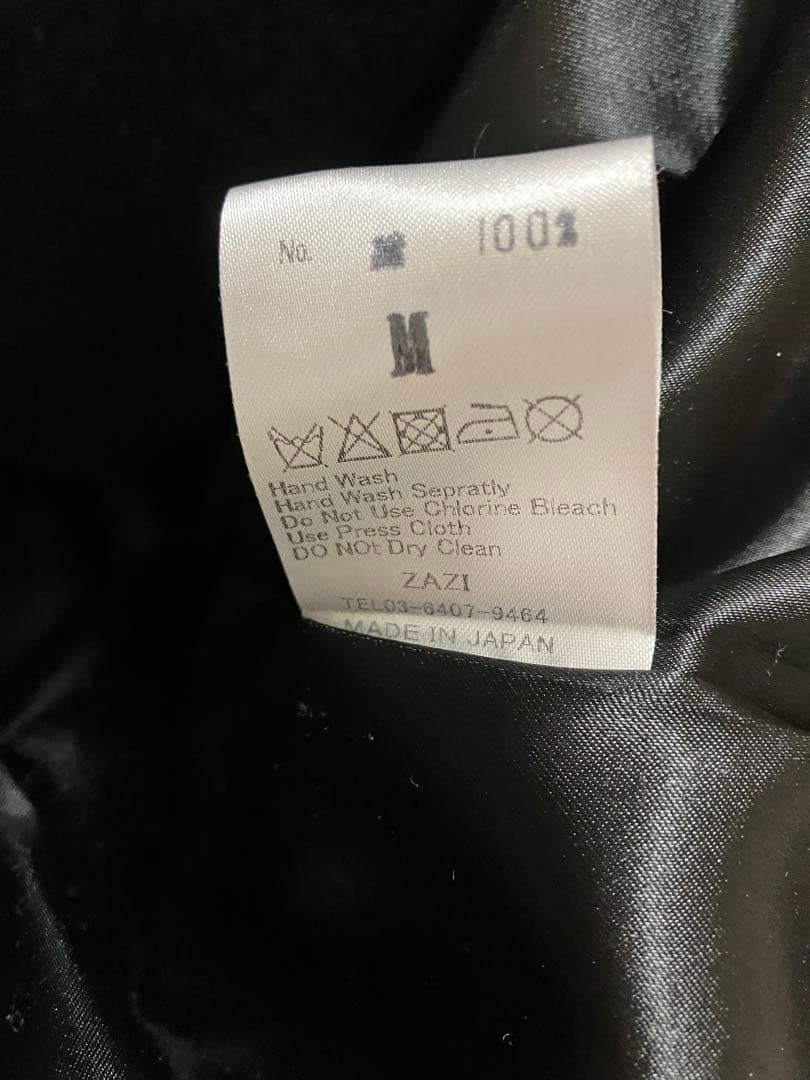 No. 100%
M
Hand Wash
Hand Wash Sepratly
Do Not Use Chlorine Bleach
Use Press Cloth
DO NOt Dry Clean
ZAZI
TEL03-6407-9464
MADE IN JAPAN